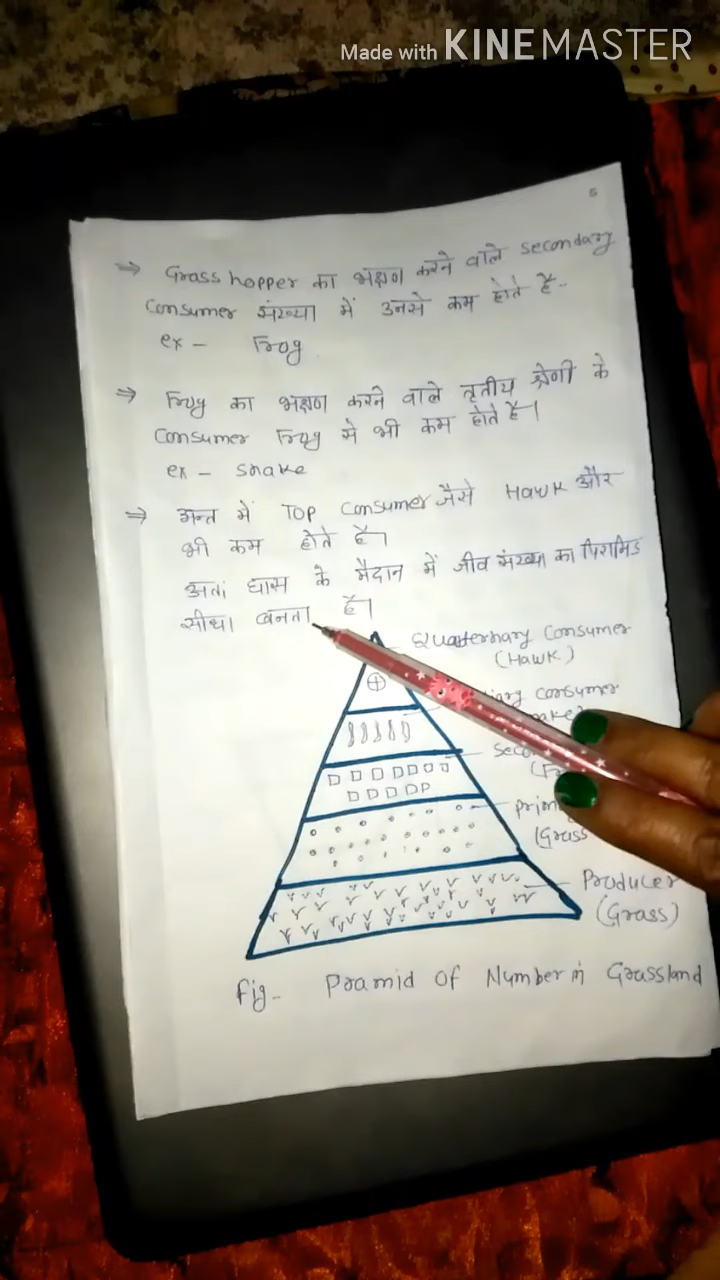 Made with KINEMASTER
5
⇒ Grass hopper का भक्षण करने वाले secondary
Consumer संख्या में उनसे कम होते है..
ex - Frog
⇒ Frog का भक्षण करने वाले तृतीय श्रेणी के
Consumer Frog से भी कम होते है।
ex - snake
⇒ अन्त में TOP Consumer जैसे Hawk और
भी कम होते है।
अतः घास के मैदान में जीव संख्या का पिरामिड
सीधा बनता है।
Quaternary Consumer
(Hawk)
consumer
Producer
(Grass)
Fig- Pramid of Number in Grassland